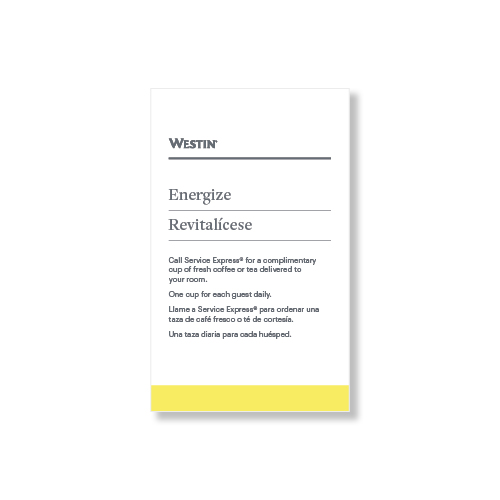 WESTIN®
Energize
Revitalícese
Call Service Express® for a complimentary
cup of fresh coffee or tea delivered to
your room.
One cup for each guest daily.
Llame a Service Express® para ordenar una
taza de café fresco o té de cortesía.
Una taza diaria para cada huésped.